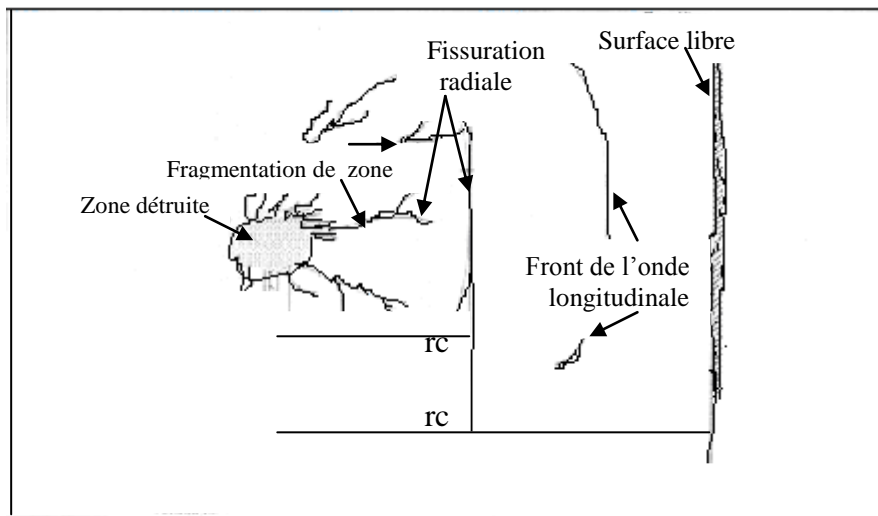 Fissuration
radiale
Surface libre
Fragmentation de zone
Zone détruite
Front de l’onde
longitudinale
rc
rc